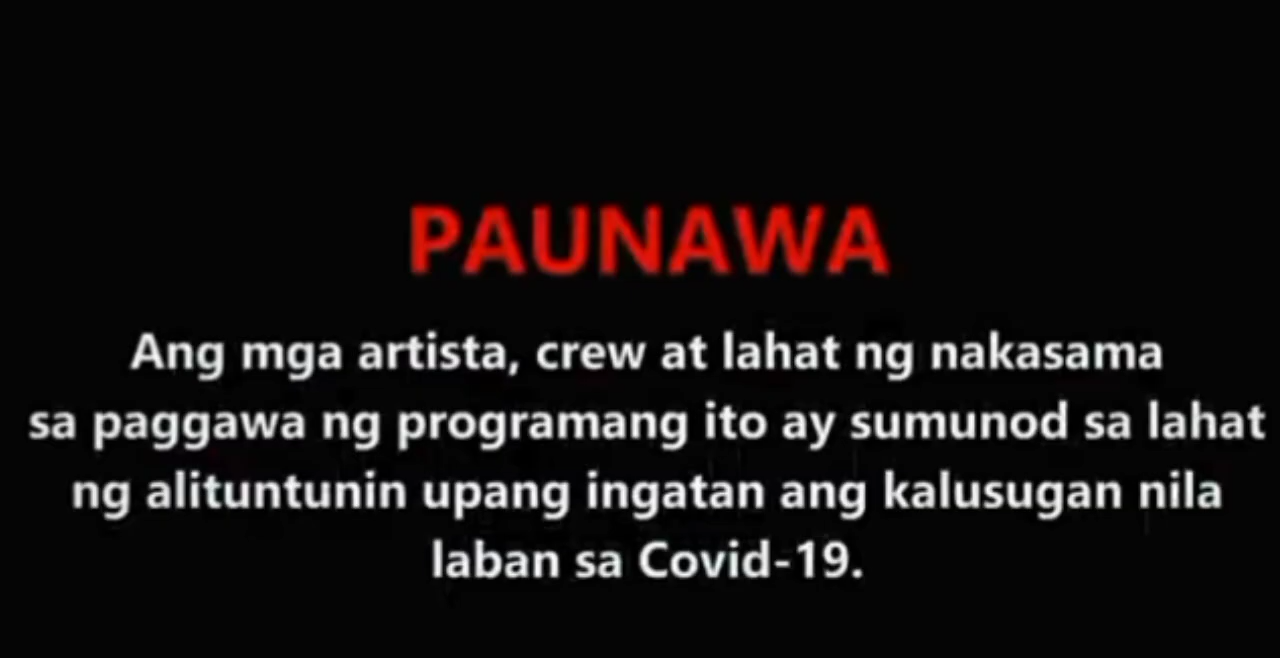 PAUNAWA
Ang mga artista, crew at lahat ng nakasama
sa paggawa ng programang ito ay sumunod sa lahat
ng alituntunin upang ingatan ang kalusugan nila
laban sa Covid-19.